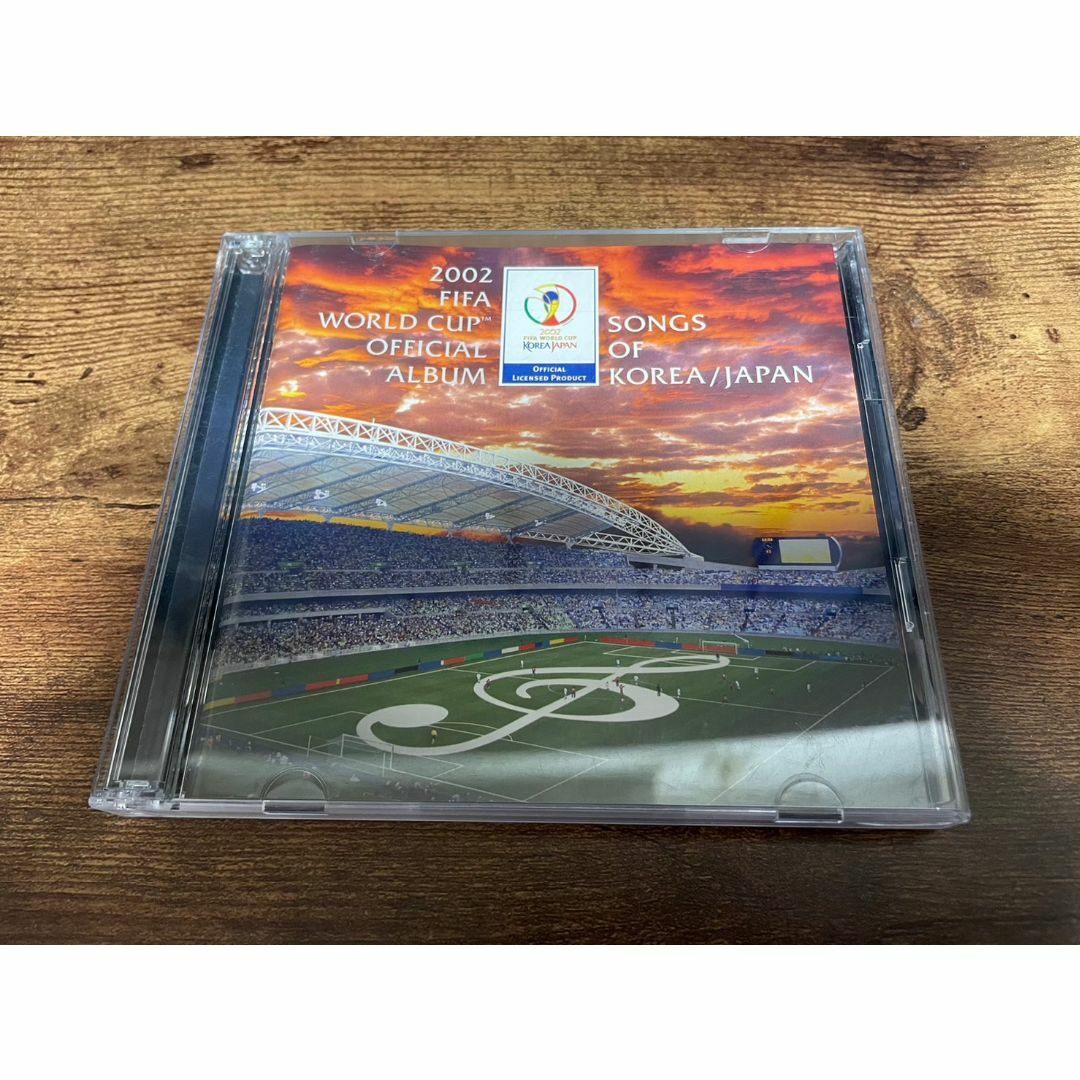 2002
FIFA
WORLD CUP™
OFFICIAL
ALBUM
2002
FIFA WORLD CUP
KOREA JAPAN
OFFICIAL
LICENSED PRODUCT
SONGS
OF
KOREA/JAPAN